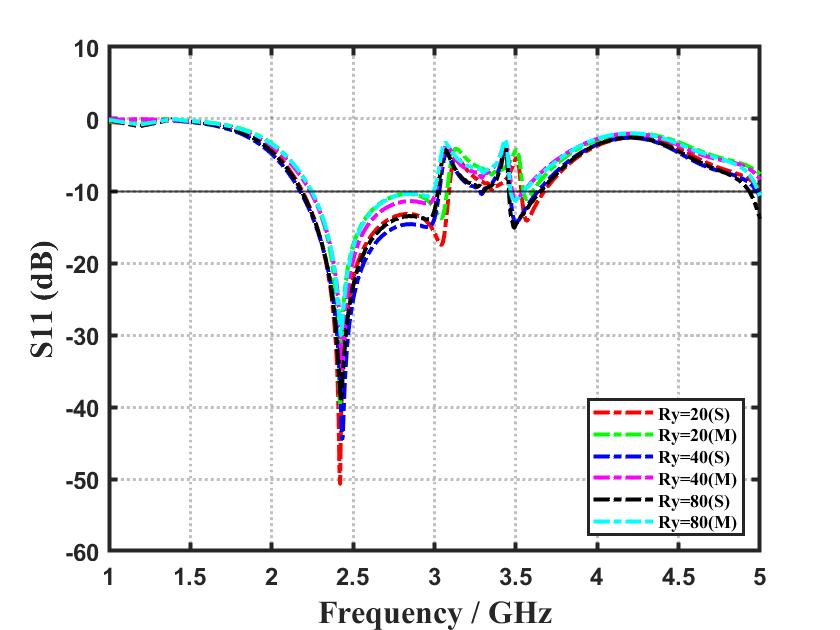 10
0
-10
-20
-30
-40
-50
-60
S11 (dB)
Ry=20(S)
Ry=20(M)
Ry=40(S)
Ry=40(M)
Ry=80(S)
Ry=80(M)
1 1.5 2 2.5 3 3.5 4 4.5 5
Frequency / GHz